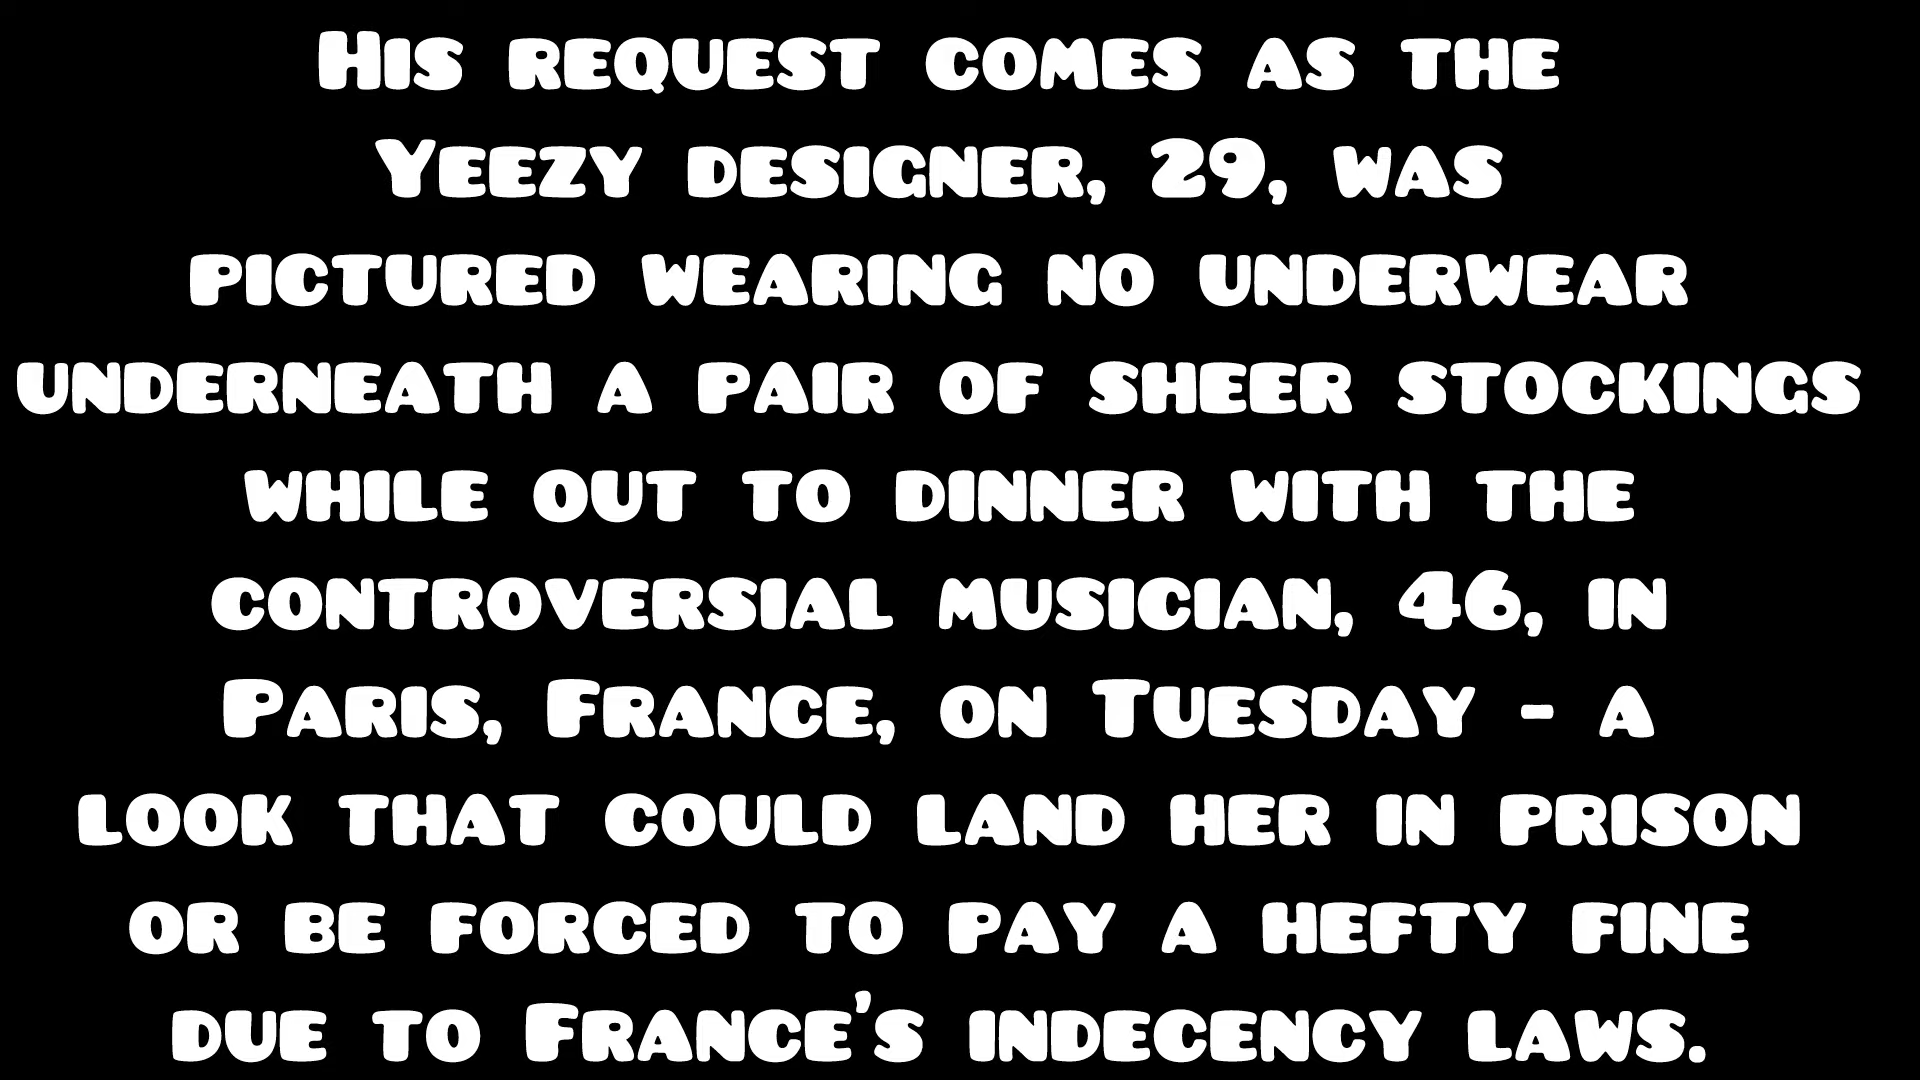 His request comes as the
Yeezy designer, 29, was
pictured wearing no underwear
underneath a pair of sheer stockings
while out to dinner with the
controversial musician, 46, in
Paris, France, on Tuesday - a
look that could land her in prison
or be forced to pay a hefty fine
due to France's indecency laws.